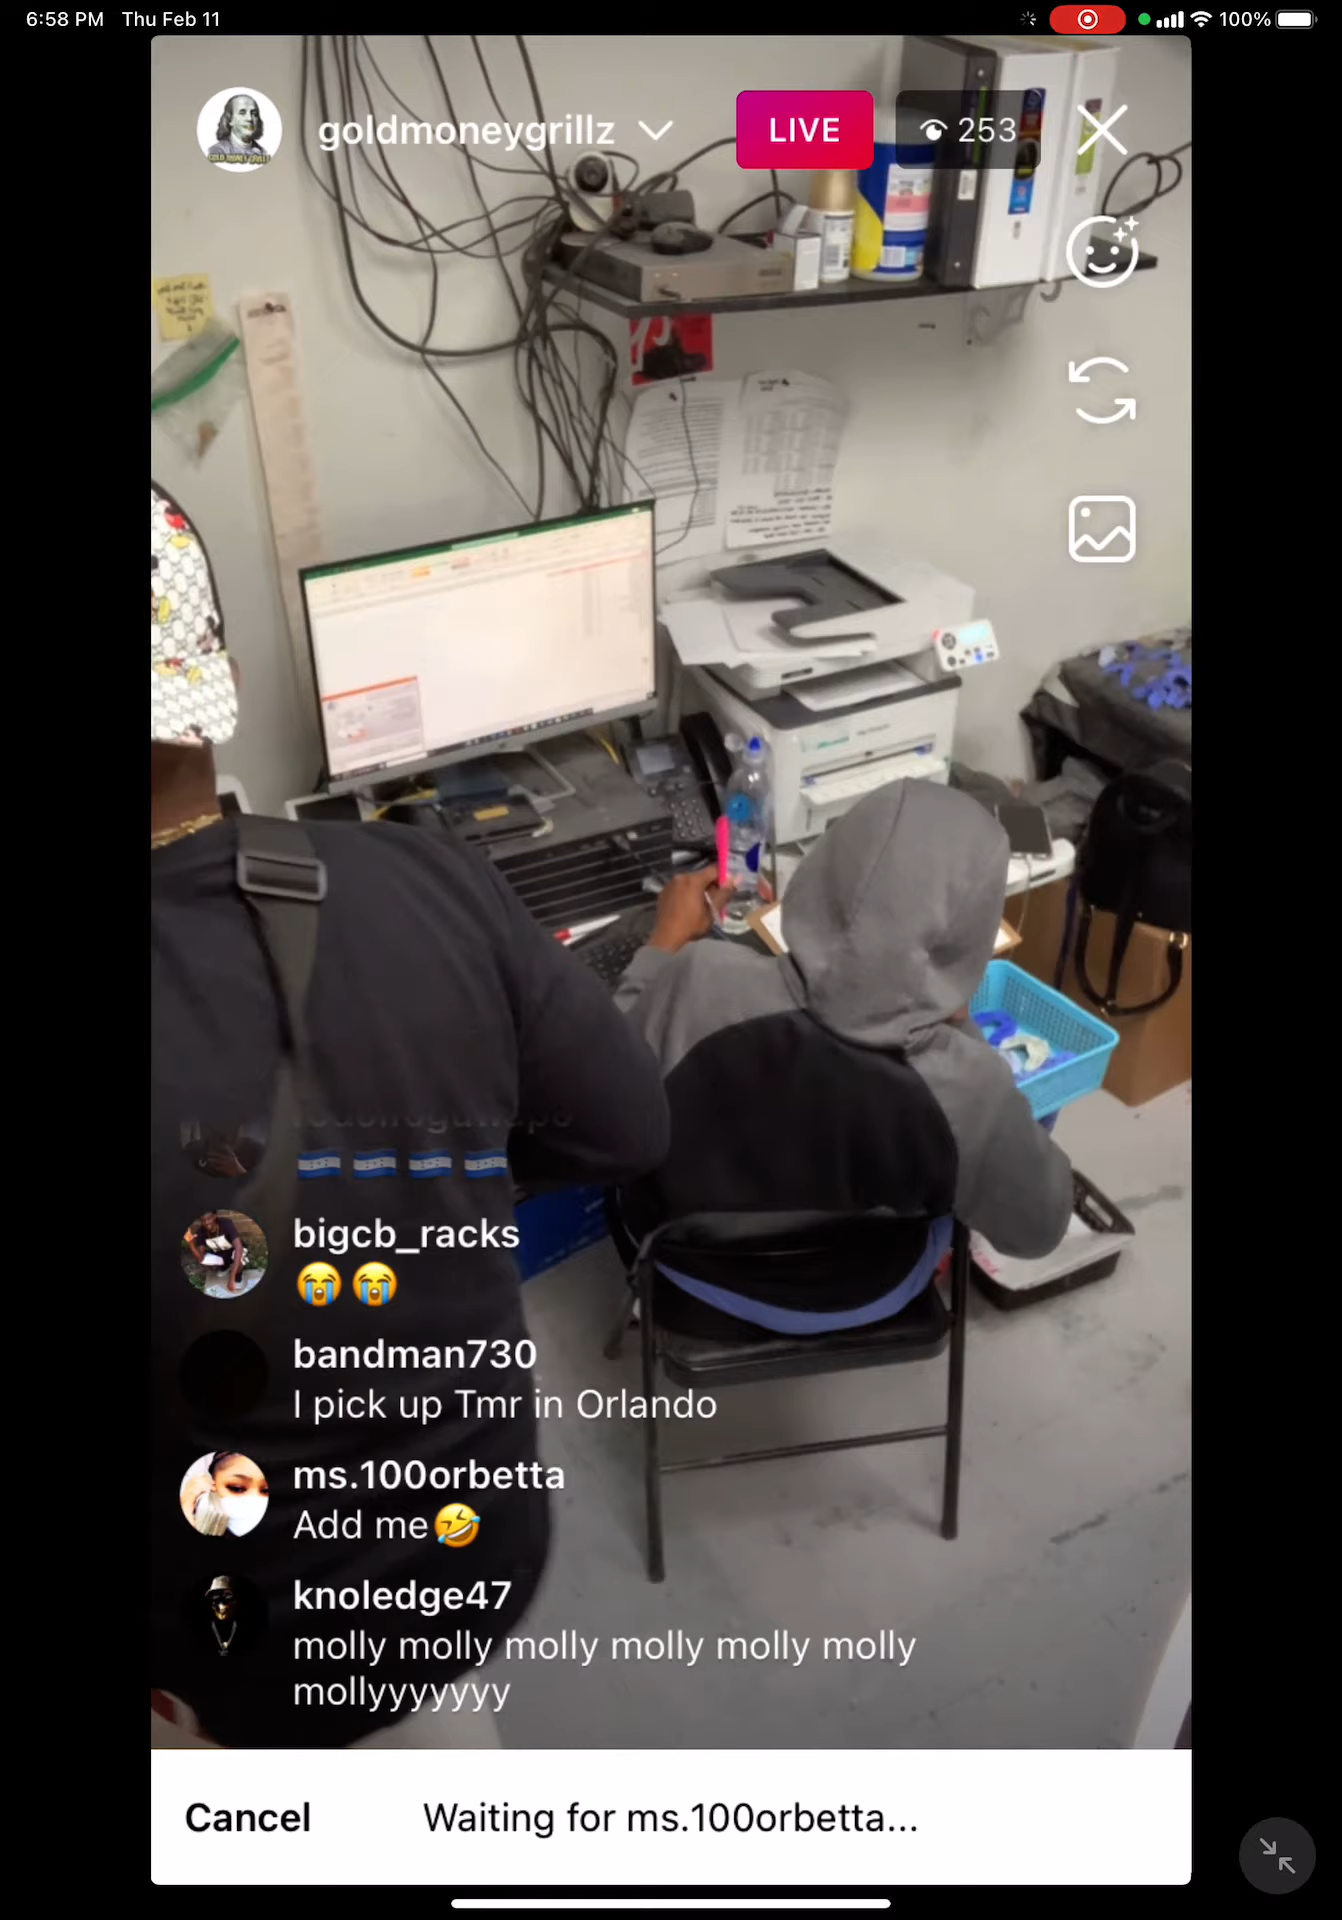 6:58 PM Thu Feb 11
100%
goldmoneygrillz
LIVE
253
bigcb_racks
😭😭
bandman730
I pick up Tmr in Orlando
ms.100orbetta
Add me🤣
knoledge47
molly molly molly molly molly molly
mollyyyyyyy
Cancel Waiting for ms.100orbetta...